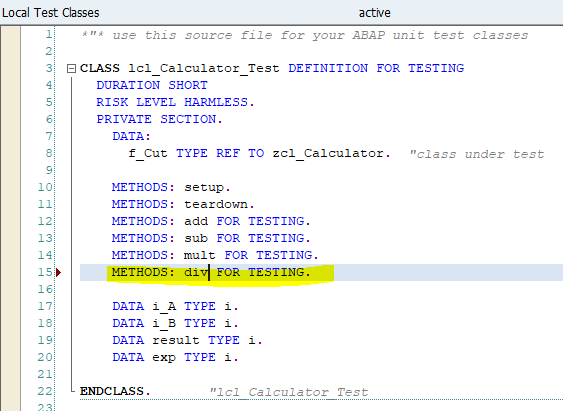 Local Test Classes active
1 *"* use this source file for your ABAP unit test classes
2
3 CLASS lcl_Calculator_Test DEFINITION FOR TESTING
4 DURATION SHORT
5 RISK LEVEL HARMLESS.
6 PRIVATE SECTION.
7 DATA:
8 f_Cut TYPE REF TO zcl_Calculator. "class under test
9
10 METHODS: setup.
11 METHODS: teardown.
12 METHODS: add FOR TESTING.
13 METHODS: sub FOR TESTING.
14 METHODS: mult FOR TESTING.
15 METHODS: div FOR TESTING.
16
17 DATA i_A TYPE i.
18 DATA i_B TYPE i.
19 DATA result TYPE i.
20 DATA exp TYPE i.
21
22 ENDCLASS. "lcl_Calculator_Test
23